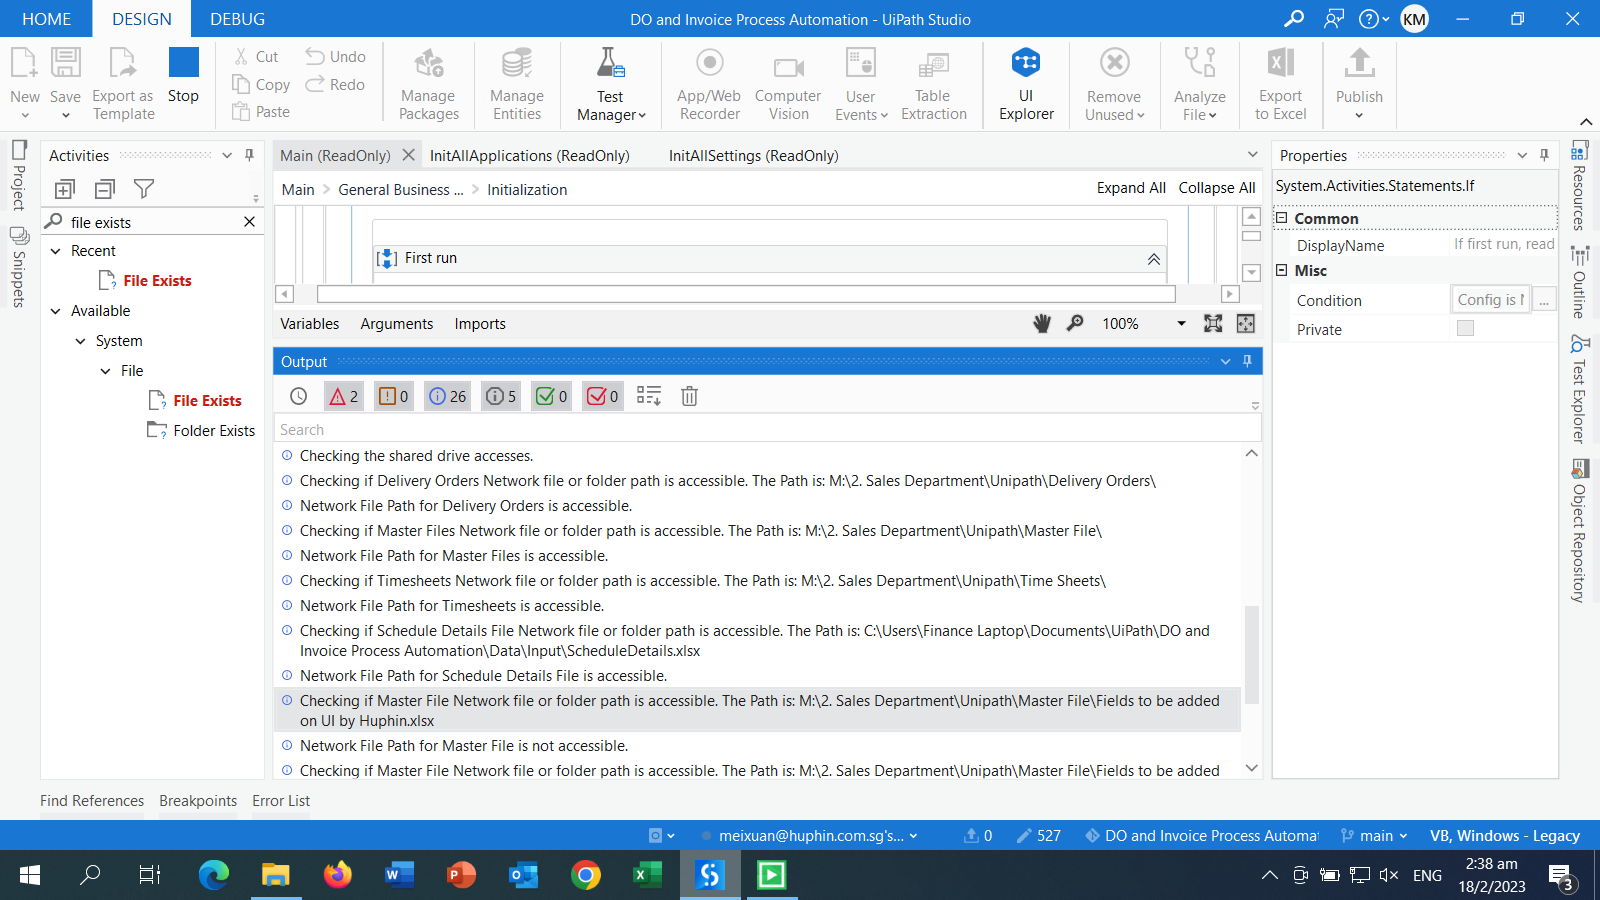 HOME DESIGN DEBUG DO and Invoice Process Automation - UiPath Studio KM
New Save Export as Template Stop Cut Copy Paste Undo Redo Manage Packages Manage Entities Test Manager App/Web Recorder Computer Vision User Events Table Extraction UI Explorer Remove Unused Analyze File Export to Excel Publish
Project
Snippets
Activities
file exists
Recent
File Exists
Available
System
File
File Exists
Folder Exists
Main (ReadOnly) InitAllApplications (ReadOnly) InitAllSettings (ReadOnly)
Main > General Business ... > Initialization Expand All Collapse All
First run
Variables Arguments Imports 100%
Output
2 0 26 5 0 0
Search
Checking the shared drive accesses.
Checking if Delivery Orders Network file or folder path is accessible. The Path is: M:\2. Sales Department\Unipath\Delivery Orders\
Network File Path for Delivery Orders is accessible.
Checking if Master Files Network file or folder path is accessible. The Path is: M:\2. Sales Department\Unipath\Master File\
Network File Path for Master Files is accessible.
Checking if Timesheets Network file or folder path is accessible. The Path is: M:\2. Sales Department\Unipath\Time Sheets\
Network File Path for Timesheets is accessible.
Checking if Schedule Details File Network file or folder path is accessible. The Path is: C:\Users\Finance Laptop\Documents\UiPath\DO and
Invoice Process Automation\Data\Input\ScheduleDetails.xlsx
Network File Path for Schedule Details File is accessible.
Checking if Master File Network file or folder path is accessible. The Path is: M:\2. Sales Department\Unipath\Master File\Fields to be added
on UI by Huphin.xlsx
Network File Path for Master File is not accessible.
Checking if Master File Network file or folder path is accessible. The Path is: M:\2. Sales Department\Unipath\Master File\Fields to be added
Properties
System.Activities.Statements.If
Common
DisplayName If first run, read
Misc
Condition Config is N ...
Private
Resources
Outline
Test Explorer
Object Repository
Find References Breakpoints Error List
meixuan@huphin.com.sg's... 0 527 DO and Invoice Process Automat main VB, Windows - Legacy
ENG 2:38 am
18/2/2023 3